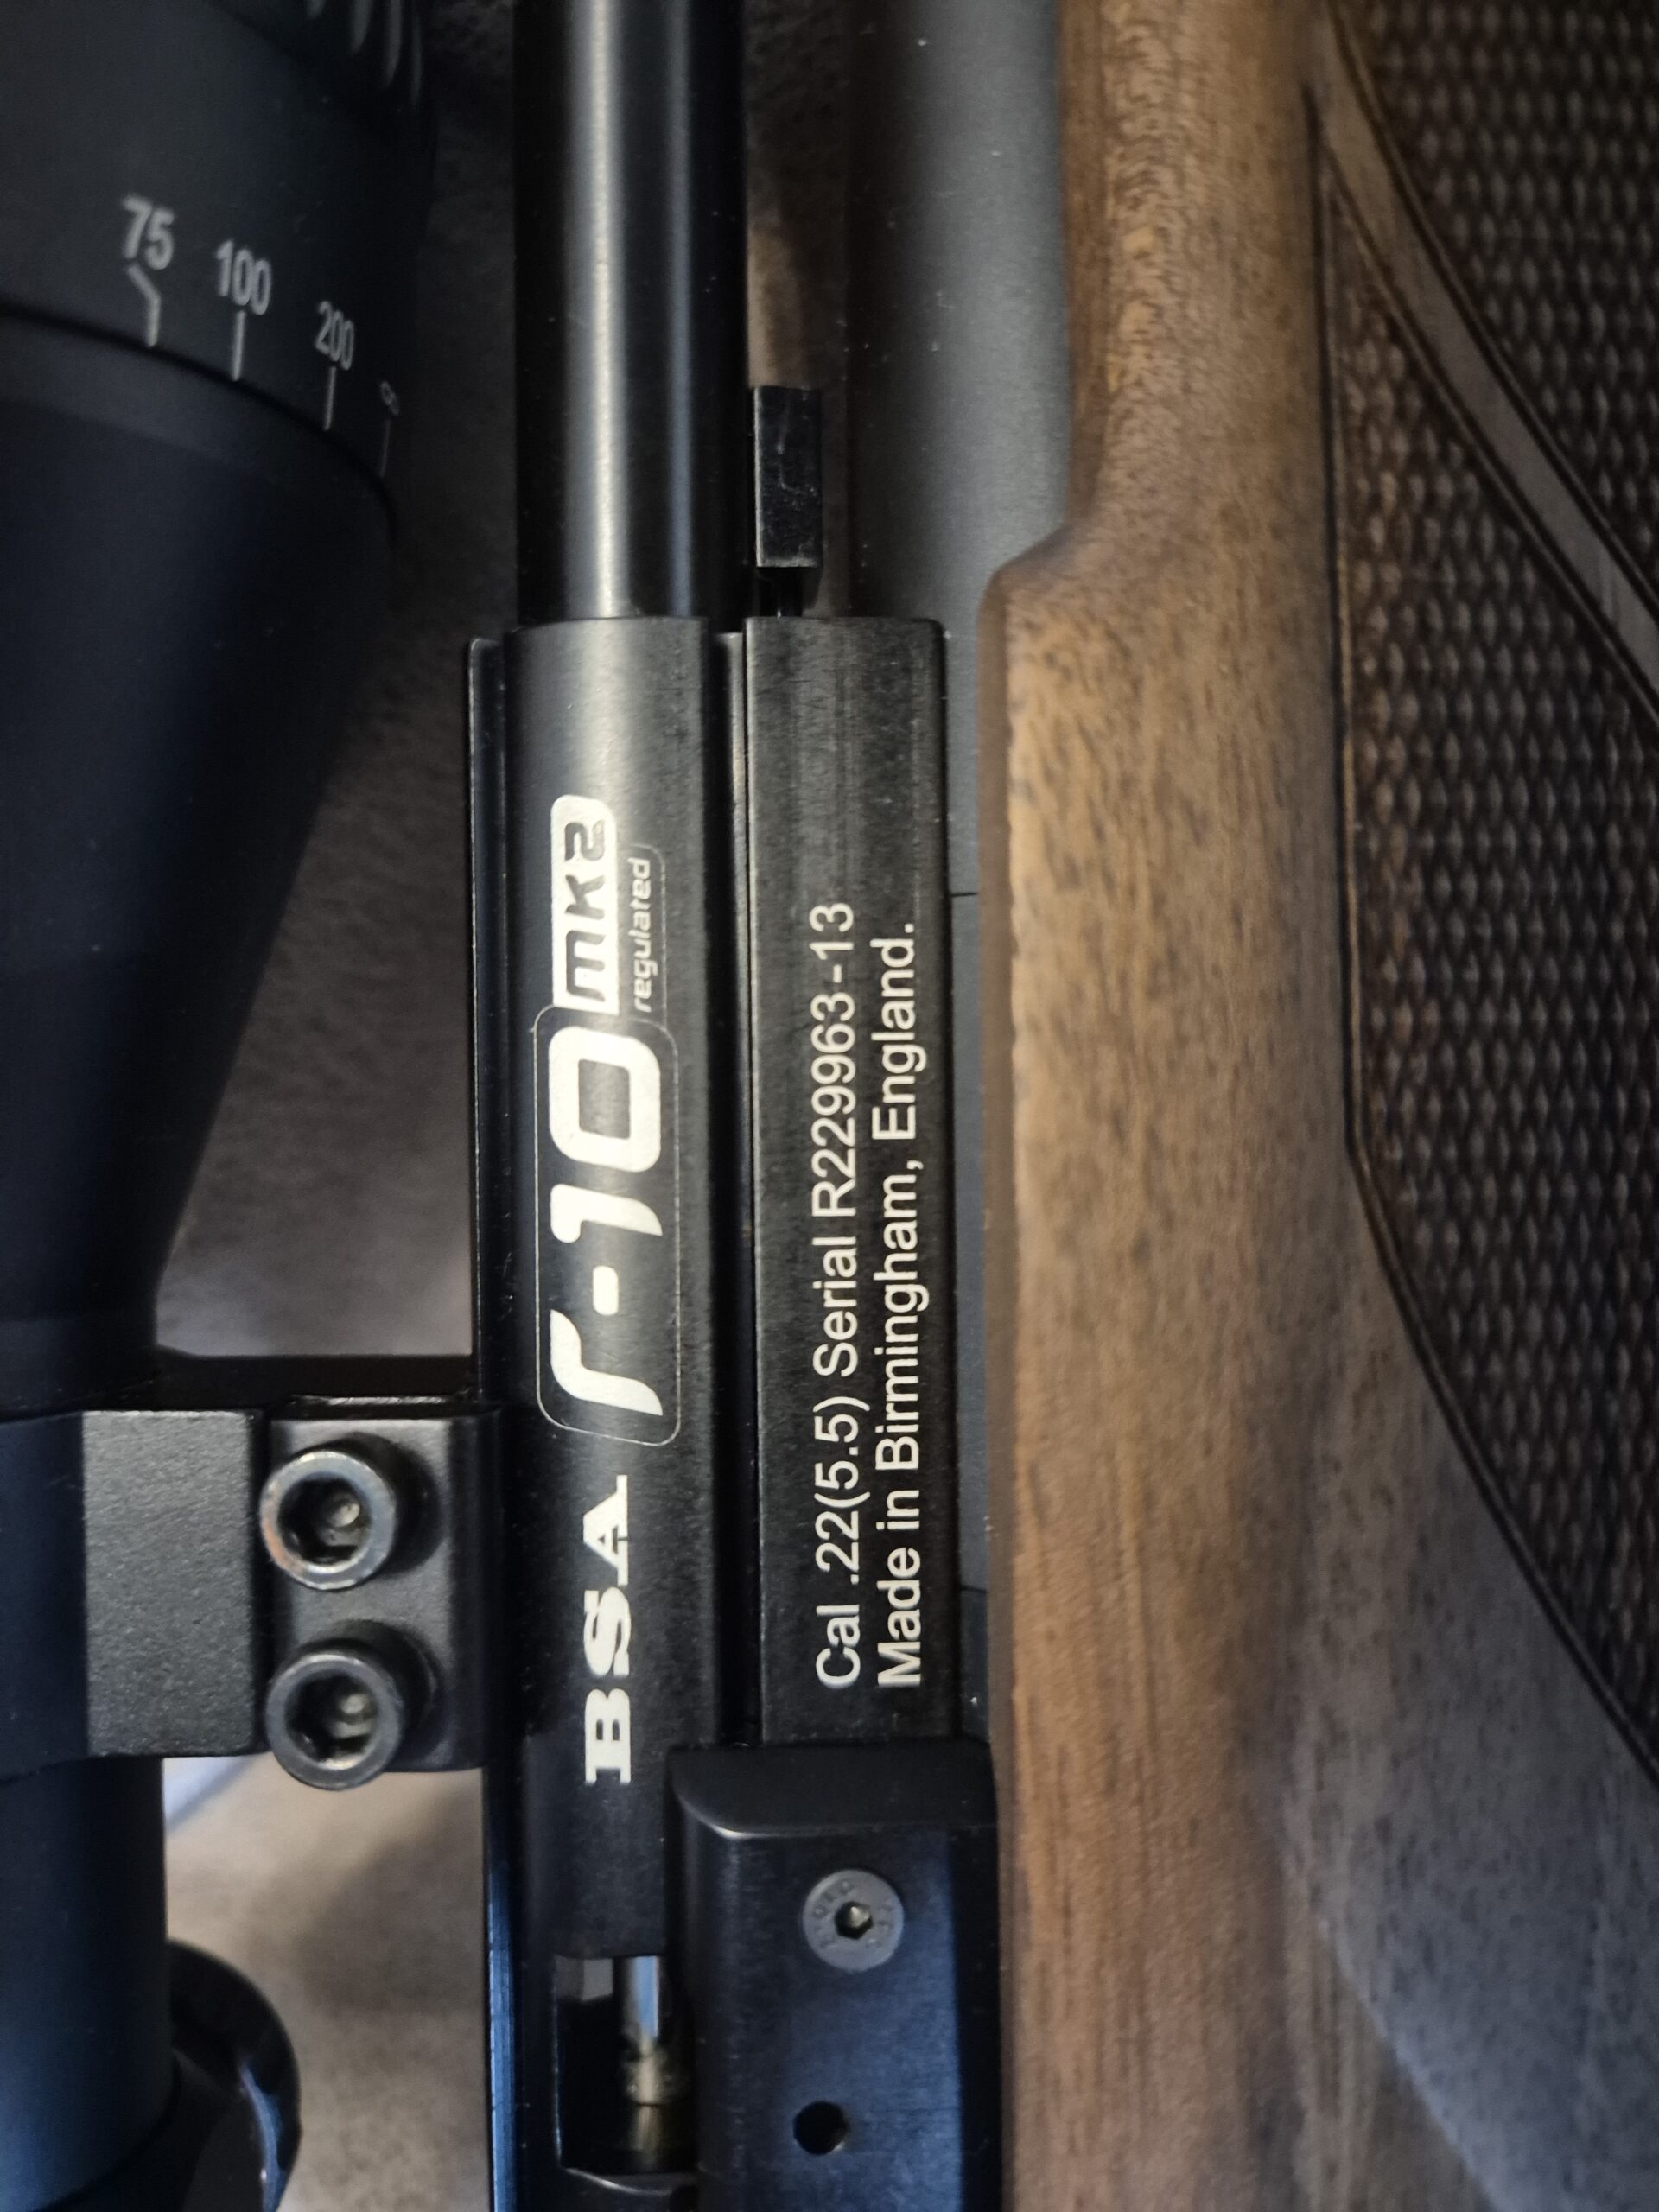 75 100 200 ∞
BSA r-10 mk2
regulated
Cal .22(5.5) Serial R229963-13
Made in Birmingham, England.